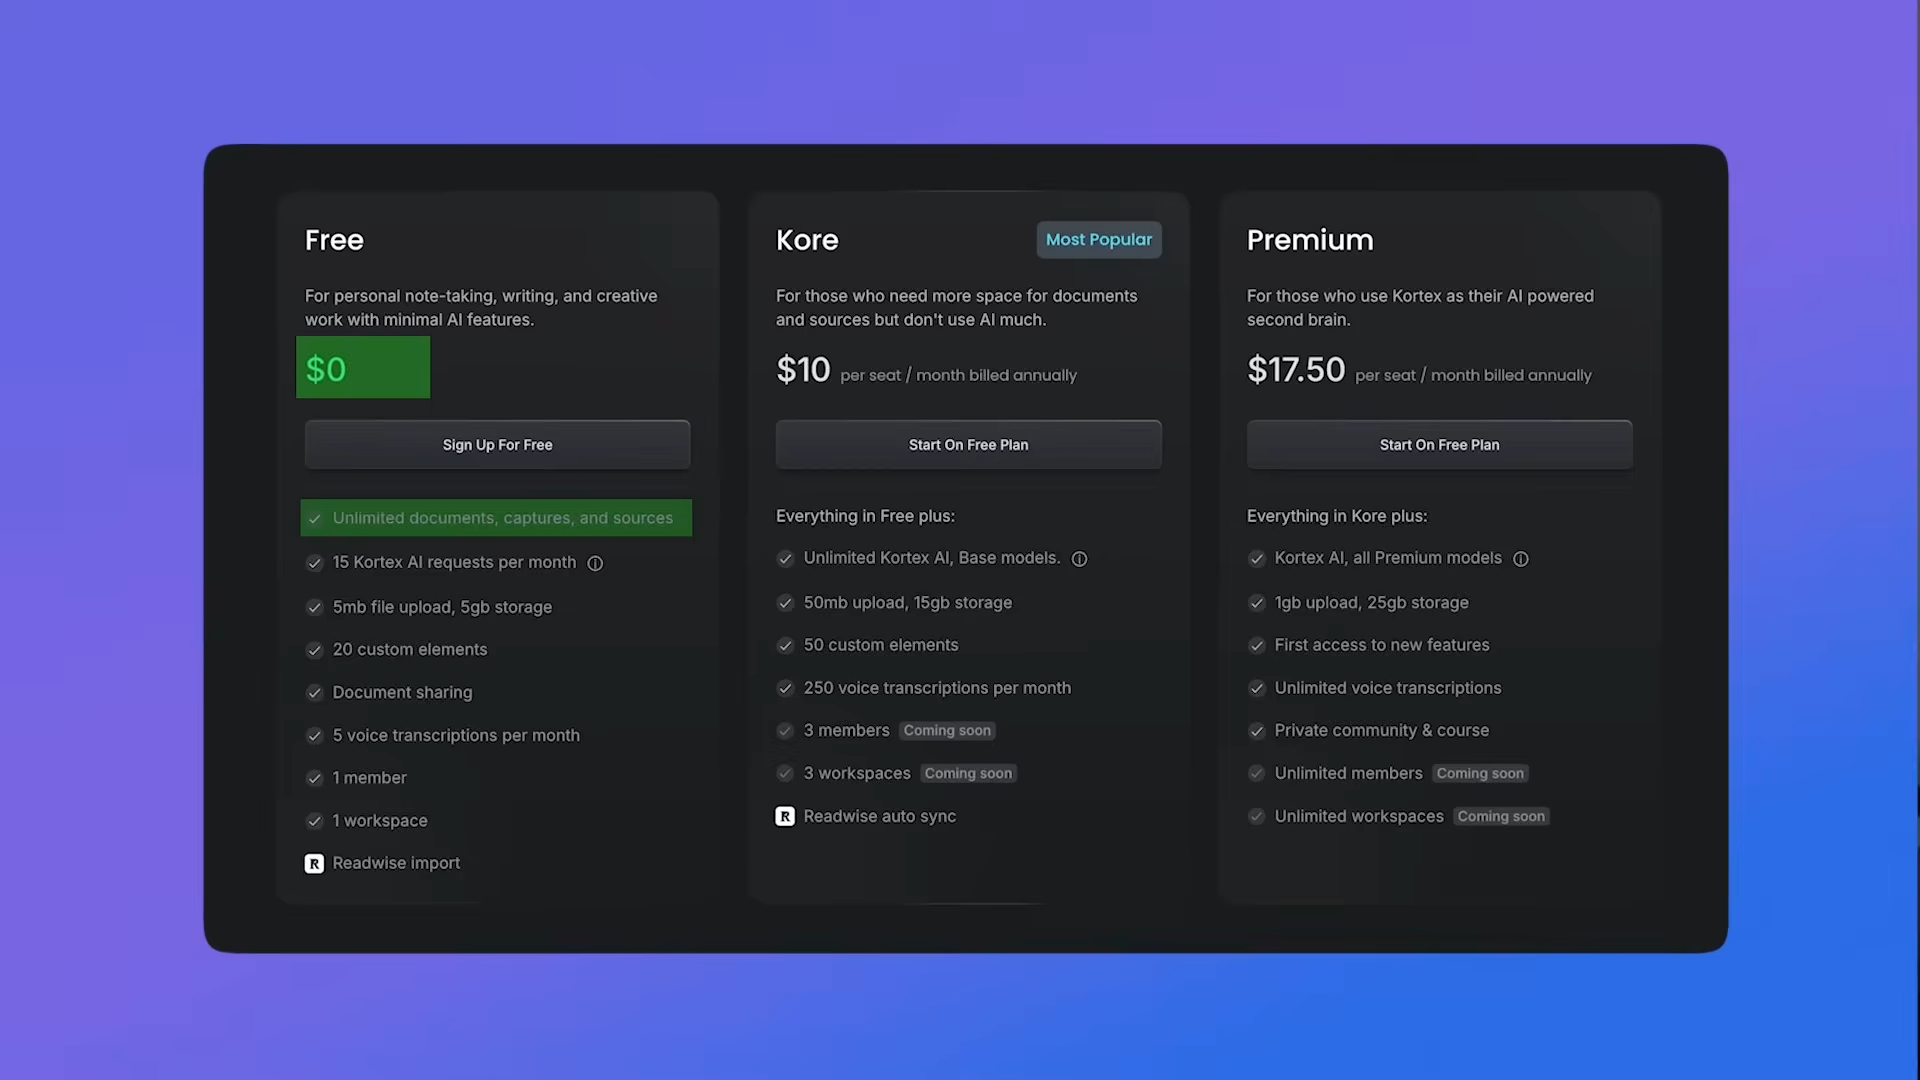 Free
For personal note-taking, writing, and creative
work with minimal AI features.
$0
Sign Up For Free
Unlimited documents, captures, and sources
15 Kortex AI requests per month
5mb file upload, 5gb storage
20 custom elements
Document sharing
5 voice transcriptions per month
1 member
1 workspace
R Readwise import
Kore
Most Popular
For those who need more space for documents
and sources but don't use AI much.
$10 per seat / month billed annually
Start On Free Plan
Everything in Free plus:
Unlimited Kortex AI, Base models.
50mb upload, 15gb storage
50 custom elements
250 voice transcriptions per month
3 members Coming soon
3 workspaces Coming soon
R Readwise auto sync
Premium
For those who use Kortex as their AI powered
second brain.
$17.50 per seat / month billed annually
Start On Free Plan
Everything in Kore plus:
Kortex AI, all Premium models
1gb upload, 25gb storage
First access to new features
Unlimited voice transcriptions
Private community & course
Unlimited members Coming soon
Unlimited workspaces Coming soon